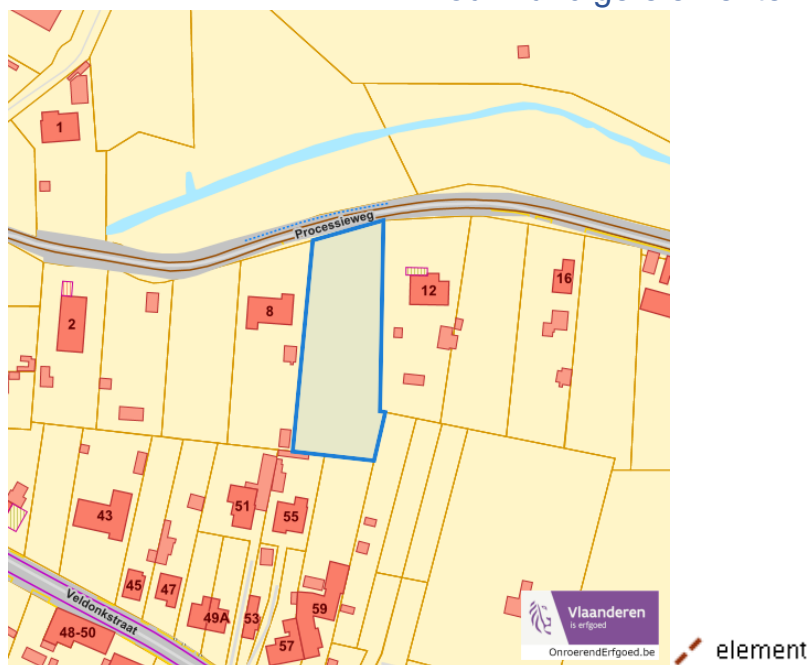 1
Processieweg
2
8
12
16
43
51
55
45
47
49A
53
59
57
Veldonkstraat
48-50
Vlaanderen
is erfgoed
OnroerendErfgoed.be
element